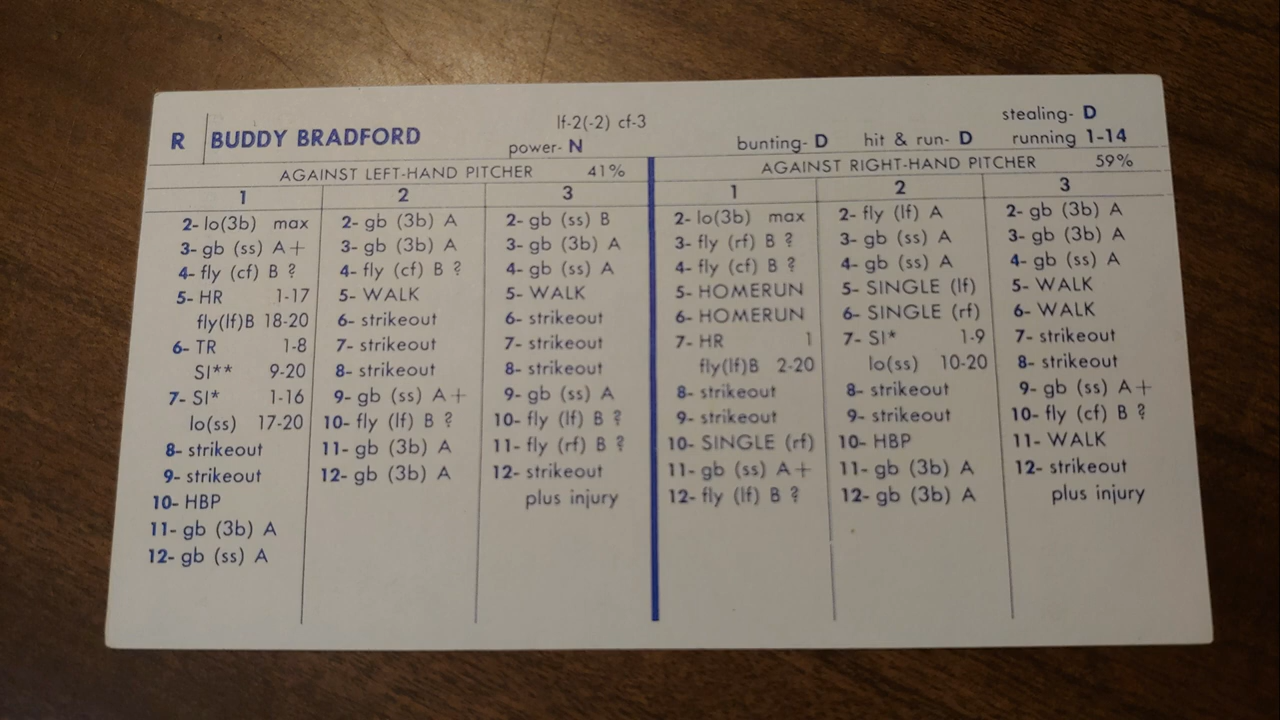 R BUDDY BRADFORD
lf-2(-2) cf-3
power- N
bunting- D hit & run- D
stealing- D
running 1-14
AGAINST LEFT-HAND PITCHER 41%
1
2- lo(3b) max
3- gb (ss) A+
4- fly (cf) B ?
5- HR 1-17
fly(lf)B 18-20
6- TR 1-8
SI** 9-20
7- SI* 1-16
lo(ss) 17-20
8- strikeout
9- strikeout
10- HBP
11- gb (3b) A
12- gb (ss) A
2
2- gb (3b) A
3- gb (3b) A
4- fly (cf) B ?
5- WALK
6- strikeout
7- strikeout
8- strikeout
9- gb (ss) A+
10- fly (lf) B ?
11- gb (3b) A
12- gb (3b) A
3
2- gb (ss) B
3- gb (3b) A
4- gb (ss) A
5- WALK
6- strikeout
7- strikeout
8- strikeout
9- gb (ss) A
10- fly (lf) B ?
11- fly (rf) B ?
12- strikeout
plus injury
AGAINST RIGHT-HAND PITCHER 59%
1
2- lo(3b) max
3- fly (rf) B ?
4- fly (cf) B ?
5- HOMERUN
6- HOMERUN
7- HR 1
fly(lf)B 2-20
8- strikeout
9- strikeout
10- SINGLE (rf)
11- gb (ss) A+
12- fly (lf) B ?
2
2- fly (lf) A
3- gb (ss) A
4- gb (ss) A
5- SINGLE (lf)
6- SINGLE (rf)
7- SI* 1-9
lo(ss) 10-20
8- strikeout
9- strikeout
10- HBP
11- gb (3b) A
12- gb (3b) A
3
2- gb (3b) A
3- gb (3b) A
4- gb (ss) A
5- WALK
6- WALK
7- strikeout
8- strikeout
9- gb (ss) A+
10- fly (cf) B ?
11- WALK
12- strikeout
plus injury